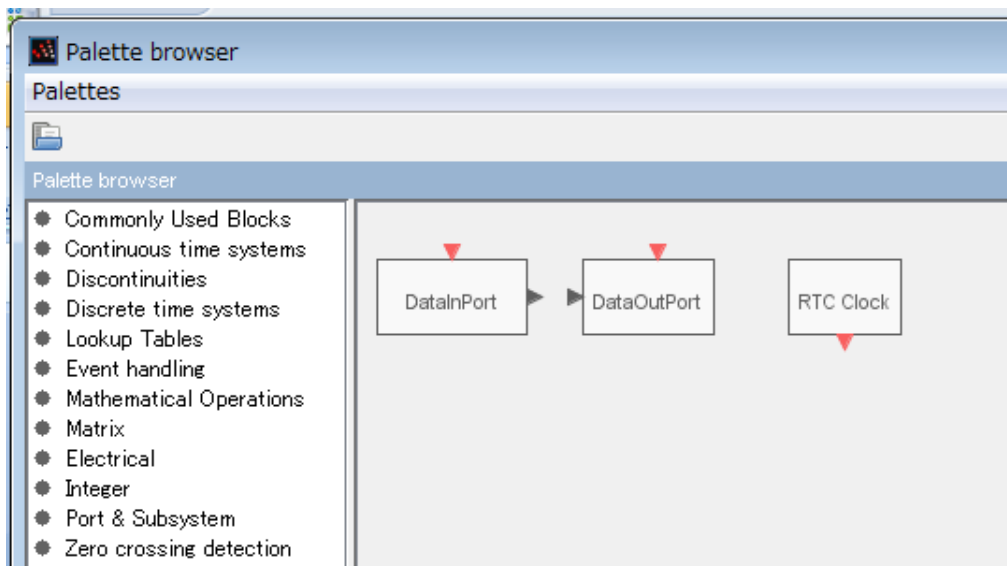 Palette browser
Palettes
Palette browser
Commonly Used Blocks
Continuous time systems
Discontinuities
Discrete time systems
Lookup Tables
Event handling
Mathematical Operations
Matrix
Electrical
Integer
Port & Subsystem
Zero crossing detection
DataInPort
DataOutPort
RTC Clock